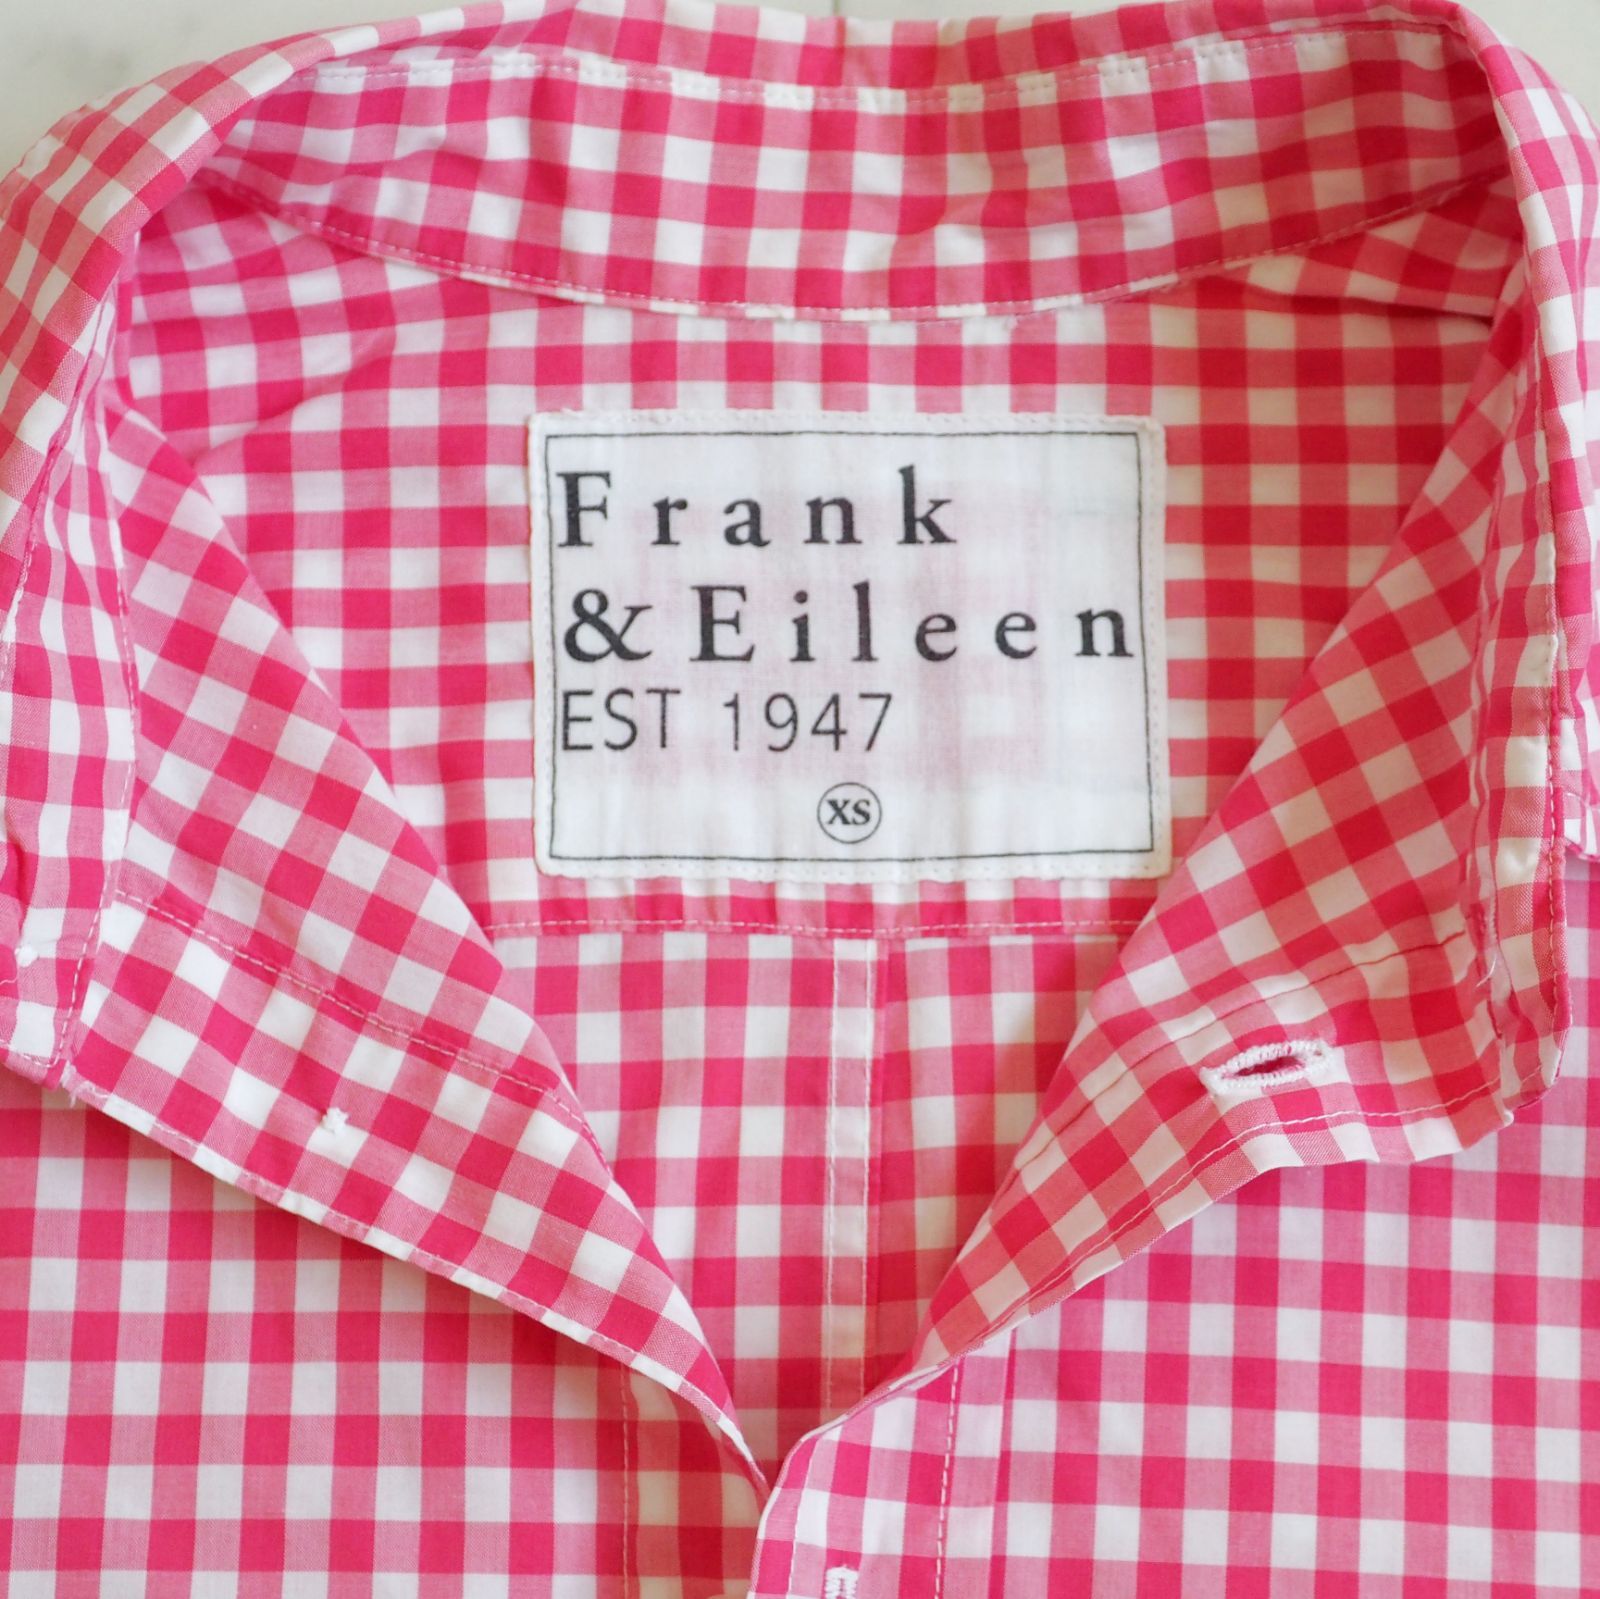 Frank
& Eileen
EST 1947
XS